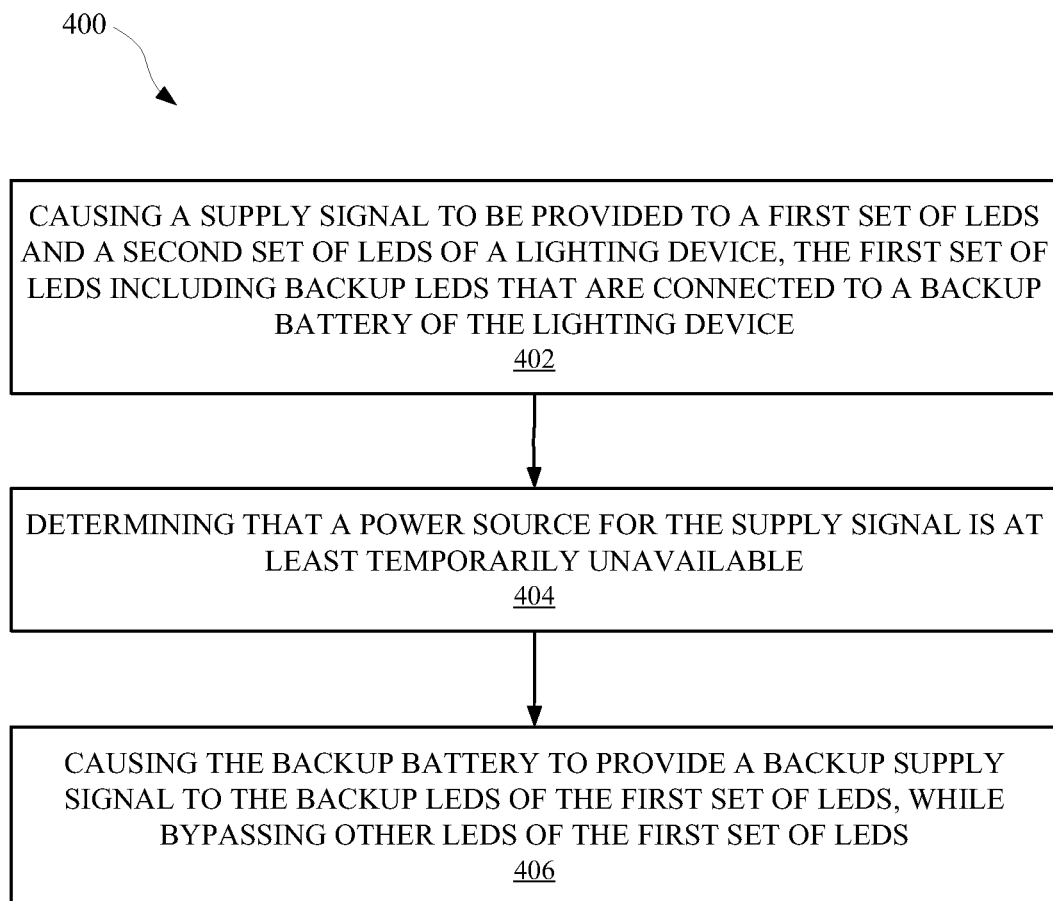 400
CAUSING A SUPPLY SIGNAL TO BE PROVIDED TO A FIRST SET OF LEDS
AND A SECOND SET OF LEDS OF A LIGHTING DEVICE, THE FIRST SET OF
LEDS INCLUDING BACKUP LEDS THAT ARE CONNECTED TO A BACKUP
BATTERY OF THE LIGHTING DEVICE
402
DETERMINING THAT A POWER SOURCE FOR THE SUPPLY SIGNAL IS AT
LEAST TEMPORARILY UNAVAILABLE
404
CAUSING THE BACKUP BATTERY TO PROVIDE A BACKUP SUPPLY
SIGNAL TO THE BACKUP LEDS OF THE FIRST SET OF LEDS, WHILE
BYPASSING OTHER LEDS OF THE FIRST SET OF LEDS
406